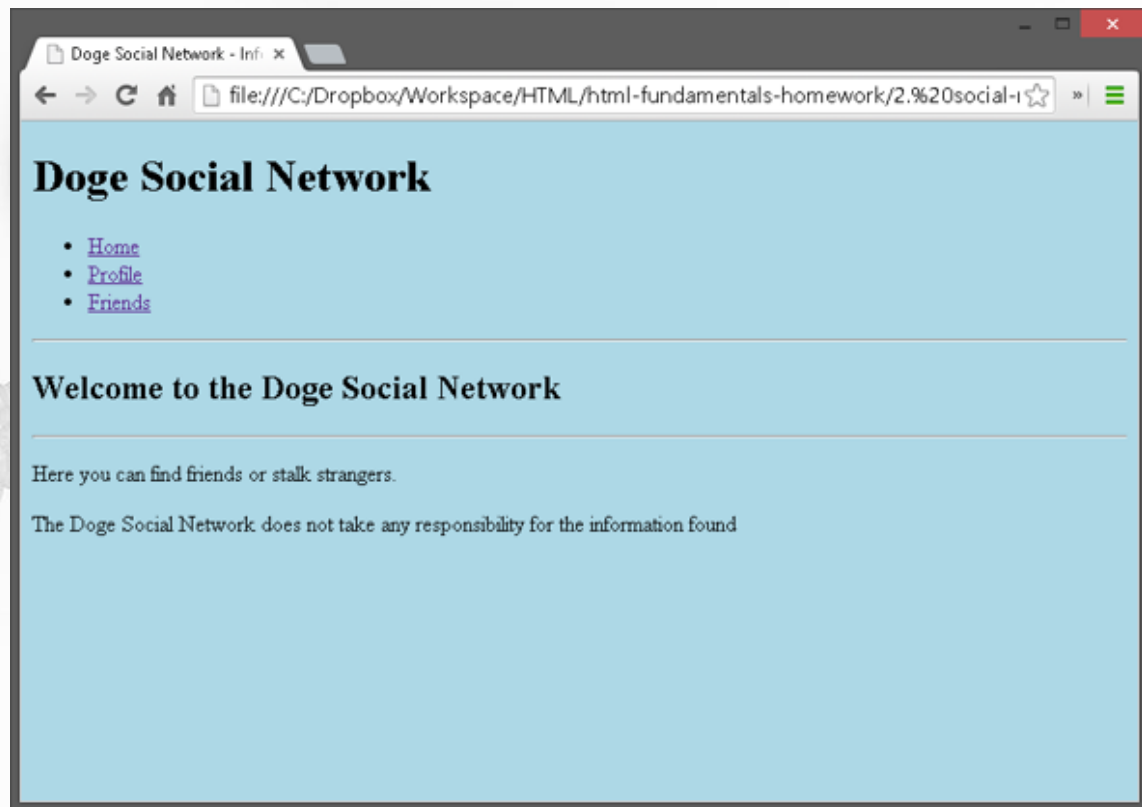 Doge Social Network - Inf
file:///C:/Dropbox/Workspace/HTML/html-fundamentals-homework/2.%20social-
Doge Social Network
Home
Profile
Friends
Welcome to the Doge Social Network
Here you can find friends or stalk strangers.
The Doge Social Network does not take any responsibility for the information found